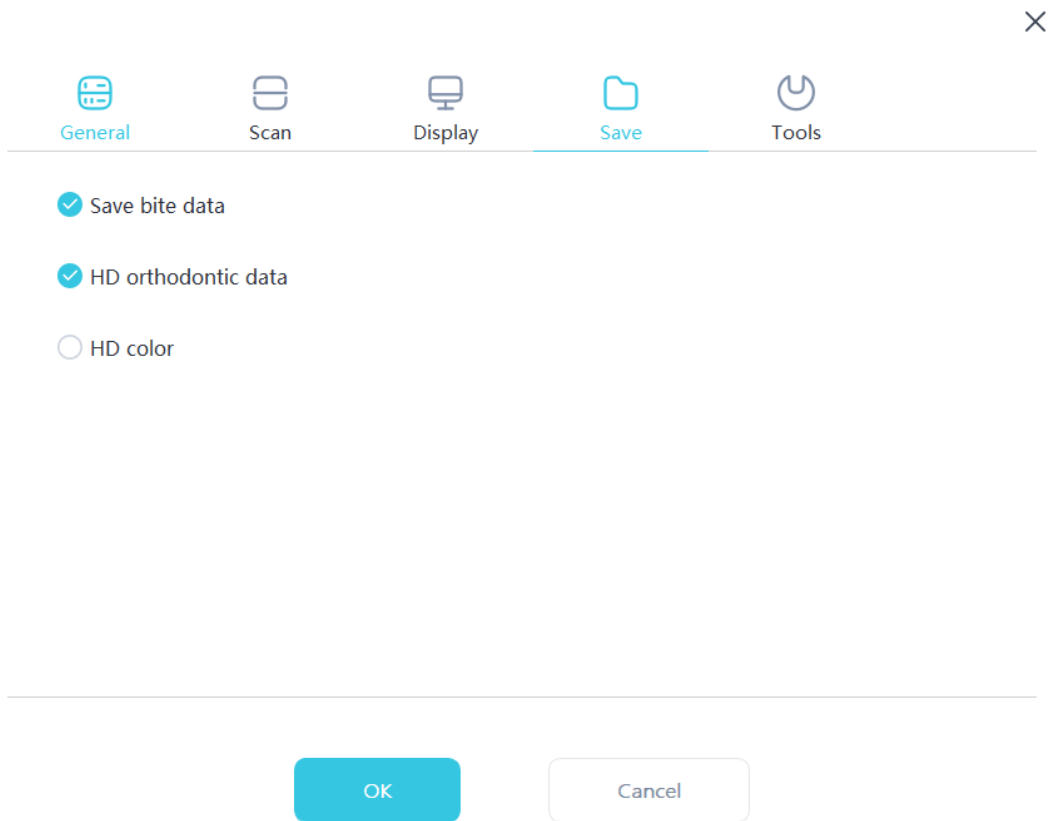 General Scan Display Save Tools
Save bite data
HD orthodontic data
HD color
OK Cancel